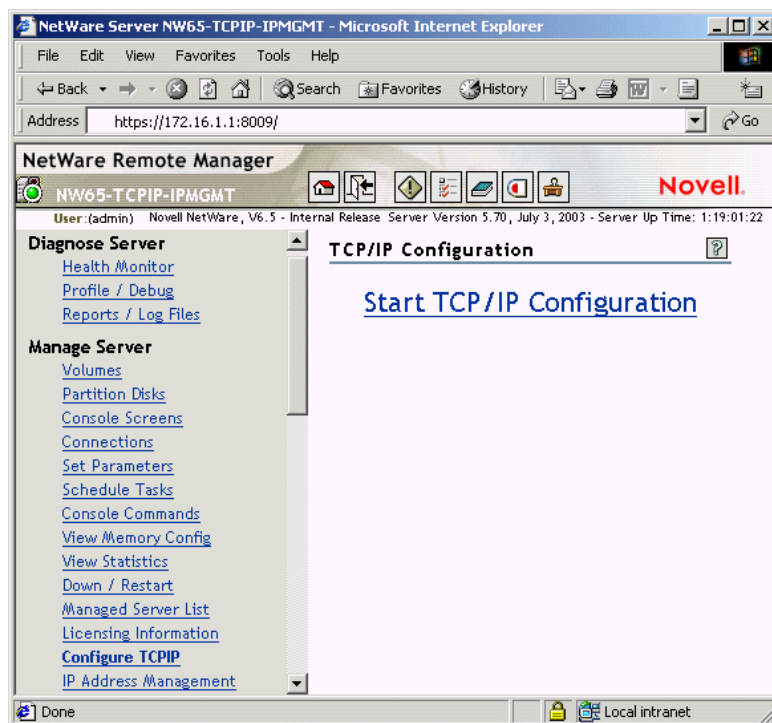 NetWare Server NW65-TCPIP-IPMGMT - Microsoft Internet Explorer
File Edit View Favorites Tools Help
Back Search Favorites History
Address https://172.16.1.1:8009/ Go
NetWare Remote Manager
NW65-TCPIP-IPMGMT
Novell.
User:(admin) Novell NetWare, V6.5 - Internal Release Server Version 5.70, July 3, 2003 - Server Up Time: 1:19:01:22
Diagnose Server
Health Monitor
Profile / Debug
Reports / Log Files
Manage Server
Volumes
Partition Disks
Console Screens
Connections
Set Parameters
Schedule Tasks
Console Commands
View Memory Config
View Statistics
Down / Restart
Managed Server List
Licensing Information
Configure TCPIP
IP Address Management
TCP/IP Configuration
Start TCP/IP Configuration
Done
Local intranet